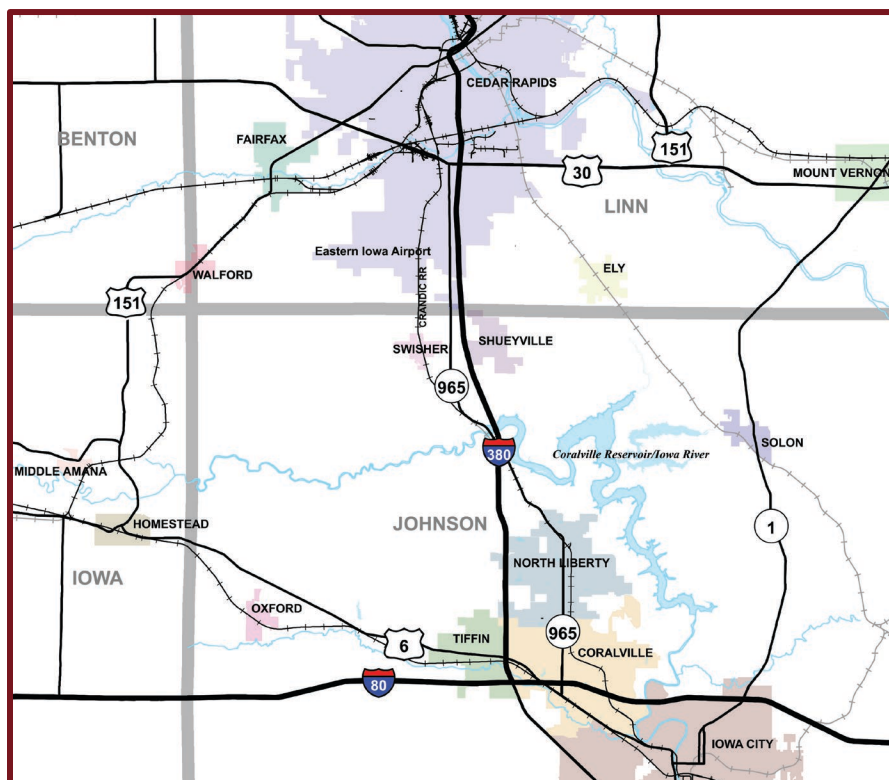 CEDAR RAPIDS
BENTON
FAIRFAX
151
30
MOUNT VERNON
LINN
Eastern Iowa Airport
WALFORD
ELY
151
CRANDIC RR
SWISHER
SHUEYVILLE
965
SOLON
380
Coralville Reservoir/Iowa River
MIDDLE AMANA
HOMESTEAD
JOHNSON
1
NORTH LIBERTY
IOWA
OXFORD
6
TIFFIN
965
CORALVILLE
80
IOWA CITY